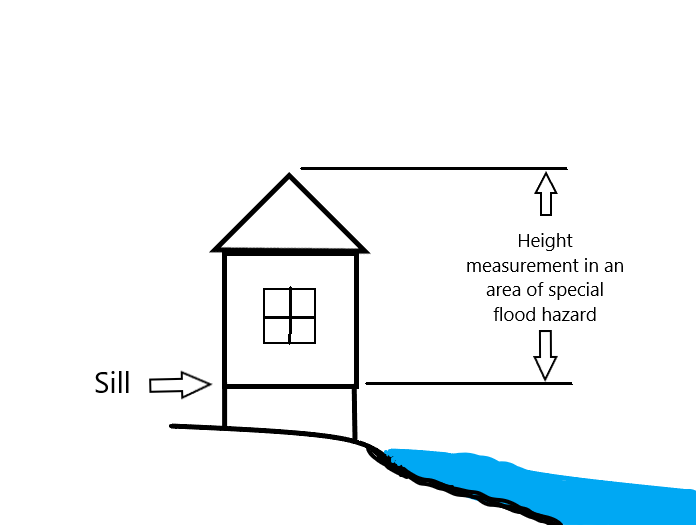 Height
measurement in an
area of special
flood hazard
Sill